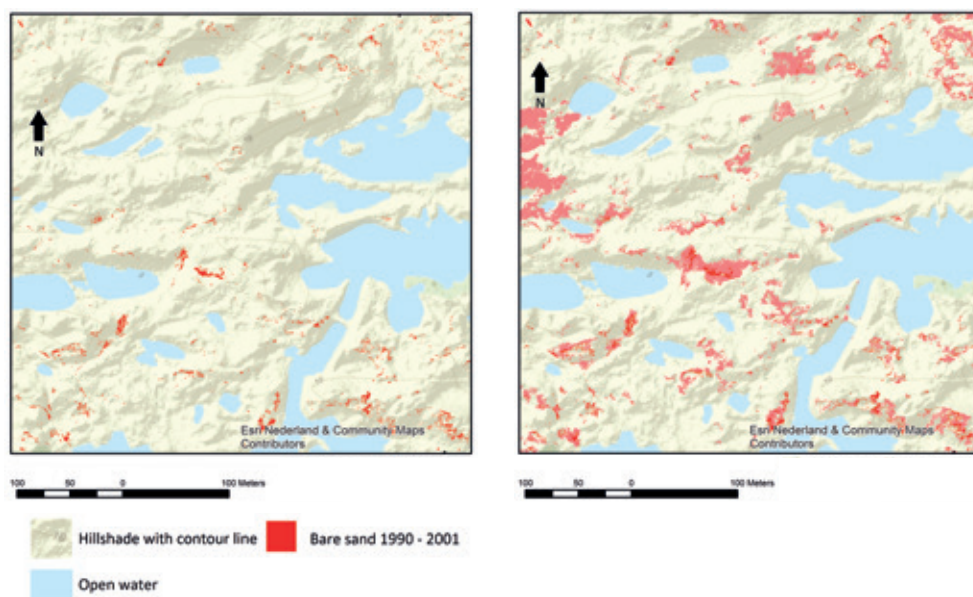 N
N
Esri Nederland & Community Maps
Contributors
Esri Nederland & Community Maps
Contributors
100 50 0 100 Meters
100 50 0 100 Meters
Hillshade with contour line
Bare sand 1990 - 2001
Open water